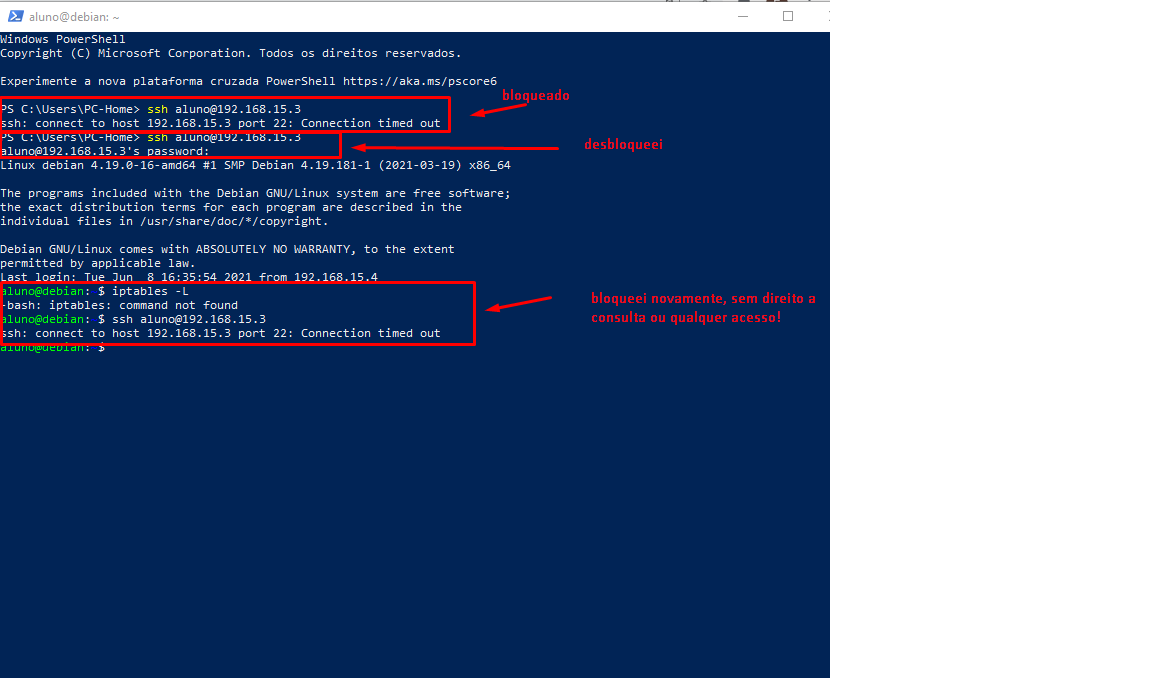 aluno@debian: ~
Windows PowerShell
Copyright (C) Microsoft Corporation. Todos os direitos reservados.
Experimente a nova plataforma cruzada PowerShell https://aka.ms/pscore6
bloqueado
PS C:\Users\PC-Home> ssh aluno@192.168.15.3
ssh: connect to host 192.168.15.3 port 22: Connection timed out
PS C:\Users\PC-Home> ssh aluno@192.168.15.3
desbloqueei
aluno@192.168.15.3's password:
Linux debian 4.19.0-16-amd64 #1 SMP Debian 4.19.181-1 (2021-03-19) x86_64
The programs included with the Debian GNU/Linux system are free software;
the exact distribution terms for each program are described in the
individual files in /usr/share/doc/*/copyright.
Debian GNU/Linux comes with ABSOLUTELY NO WARRANTY, to the extent
permitted by applicable law.
Last login: Tue Jun  8 16:35:54 2021 from 192.168.15.4
aluno@debian: $ iptables -L
-bash: iptables: command not found
aluno@debian: $ ssh aluno@192.168.15.3
ssh: connect to host 192.168.15.3 port 22: Connection timed out
aluno@debian: $
bloqueei novamente, sem direito a
consulta ou qualquer acesso!